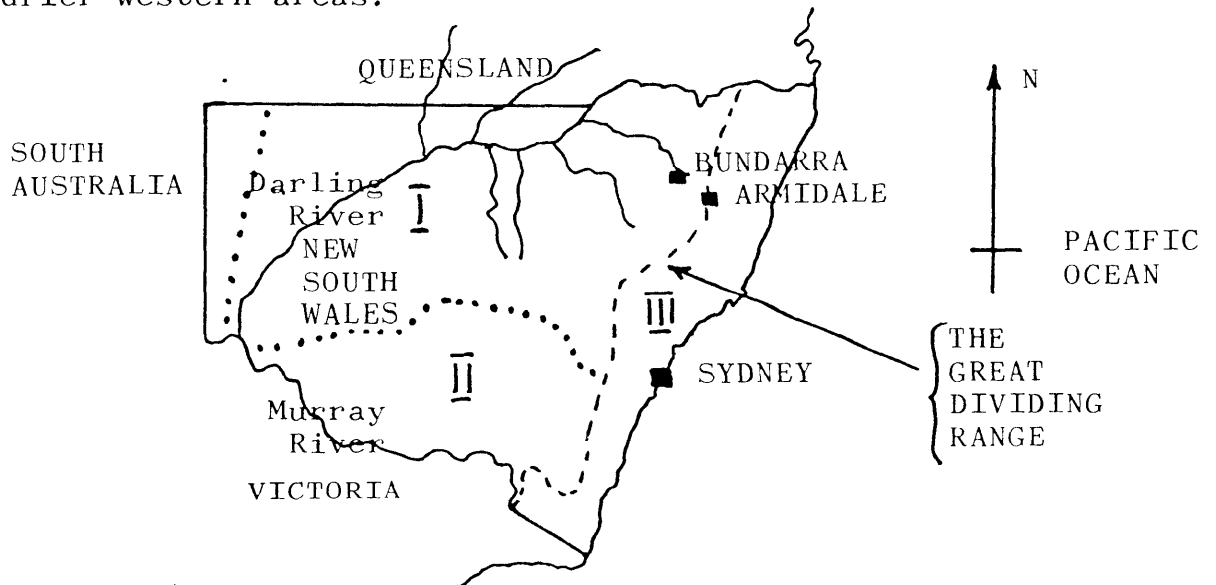 drier western areas.
QUEENSLAND
N
SOUTH
AUSTRALIA
BUNDARRA
ARMIDALE
Darling
River
I
NEW
SOUTH
WALES
PACIFIC
OCEAN
III
THE
GREAT
DIVIDING
RANGE
II
SYDNEY
Murray
River
VICTORIA